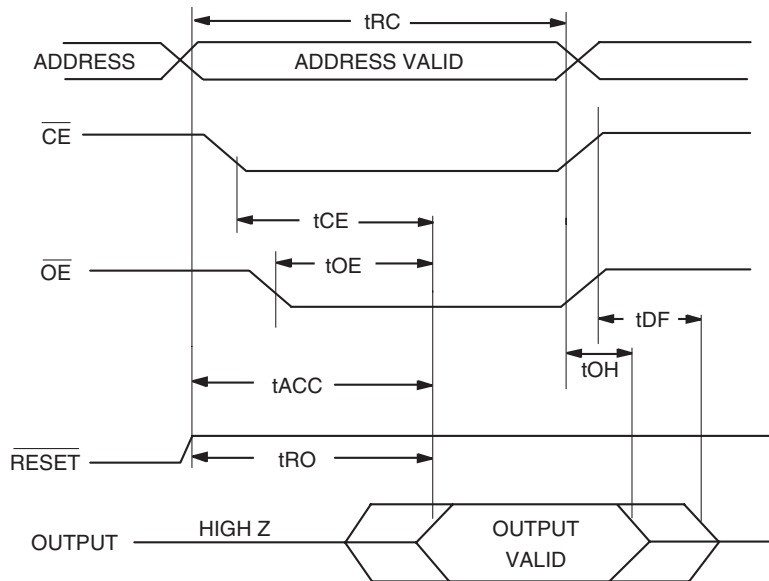 tRC
ADDRESS
ADDRESS VALID
CE
tCE
tOE
OE
tDF
tOH
tACC
RESET
tRO
HIGH Z
OUTPUT
OUTPUT
VALID